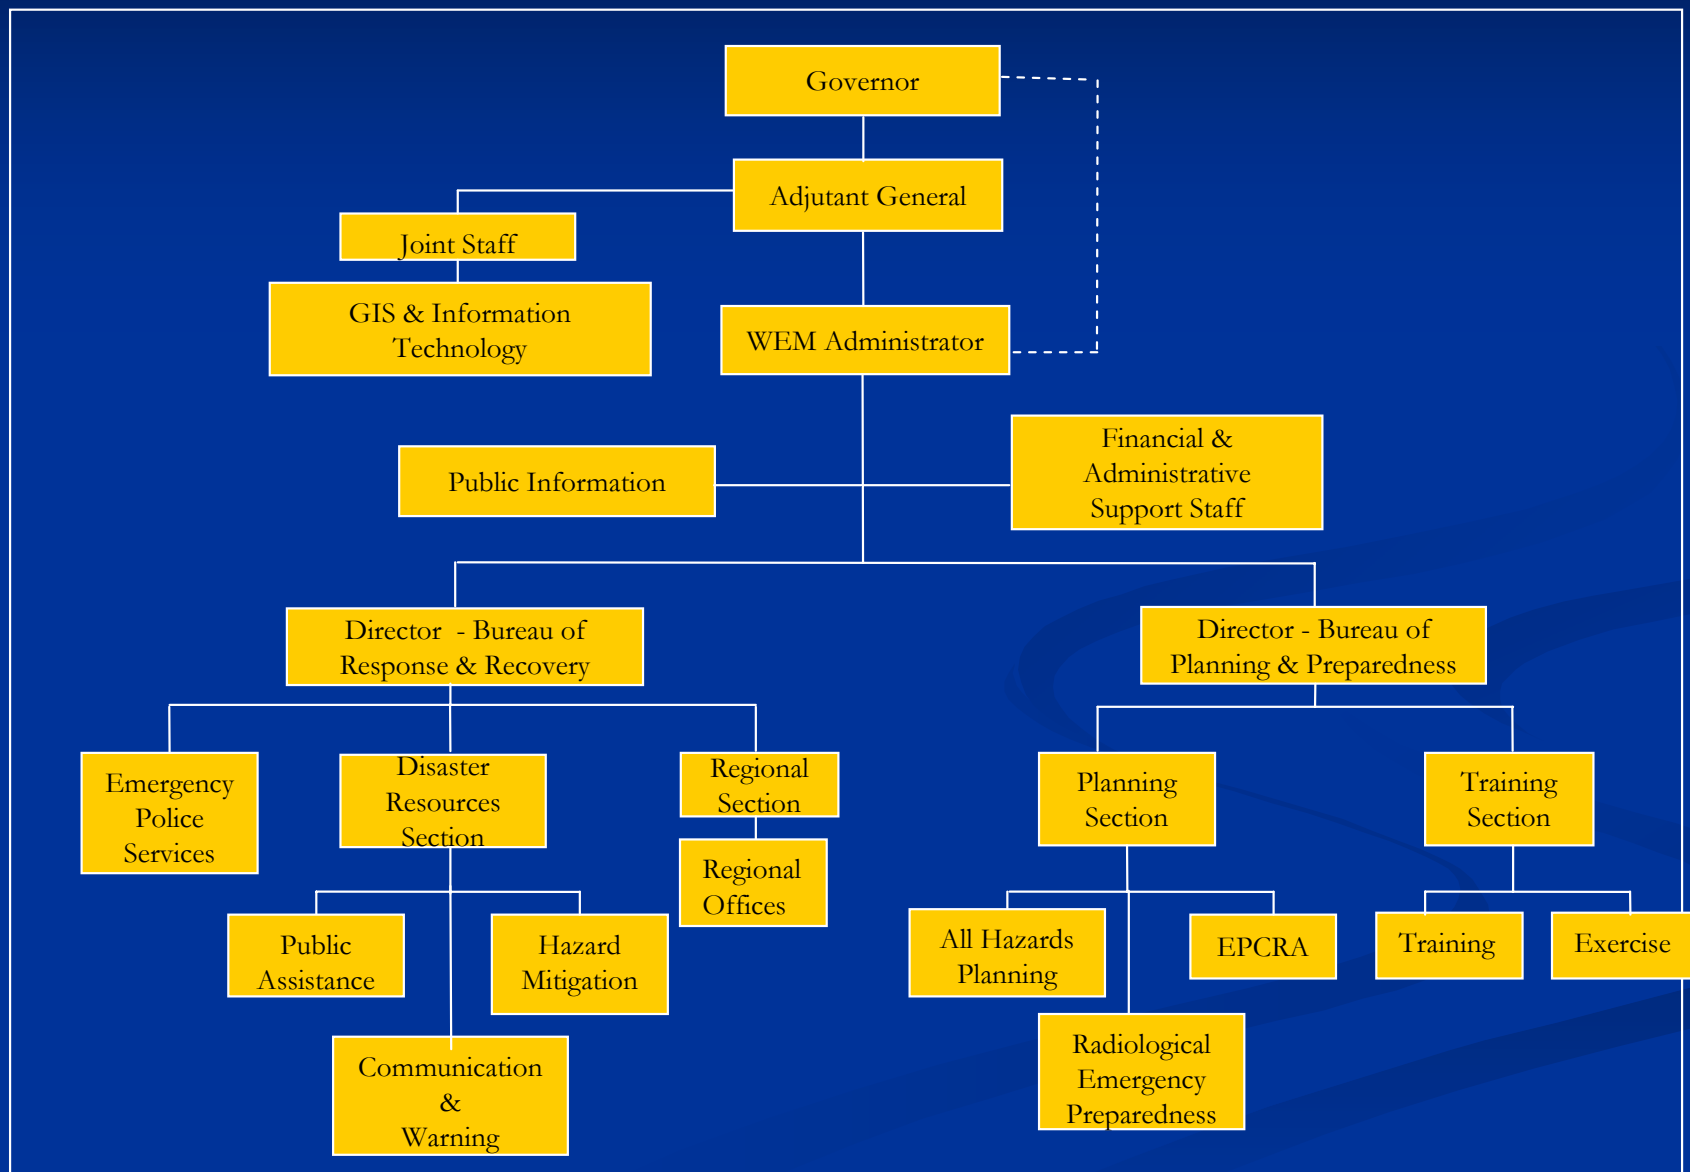 Governor
Adjutant General
Joint Staff
GIS & Information
Technology
WEM Administrator
Public Information
Financial &
Administrative
Support Staff
Director - Bureau of
Response & Recovery
Director - Bureau of
Planning & Preparedness
Emergency
Police
Services
Disaster
Resources
Section
Regional
Section
Regional
Offices
Planning
Section
Training
Section
Public
Assistance
Hazard
Mitigation
Communication
&
Warning
All Hazards
Planning
EPCRA
Radiological
Emergency
Preparedness
Training
Exercise